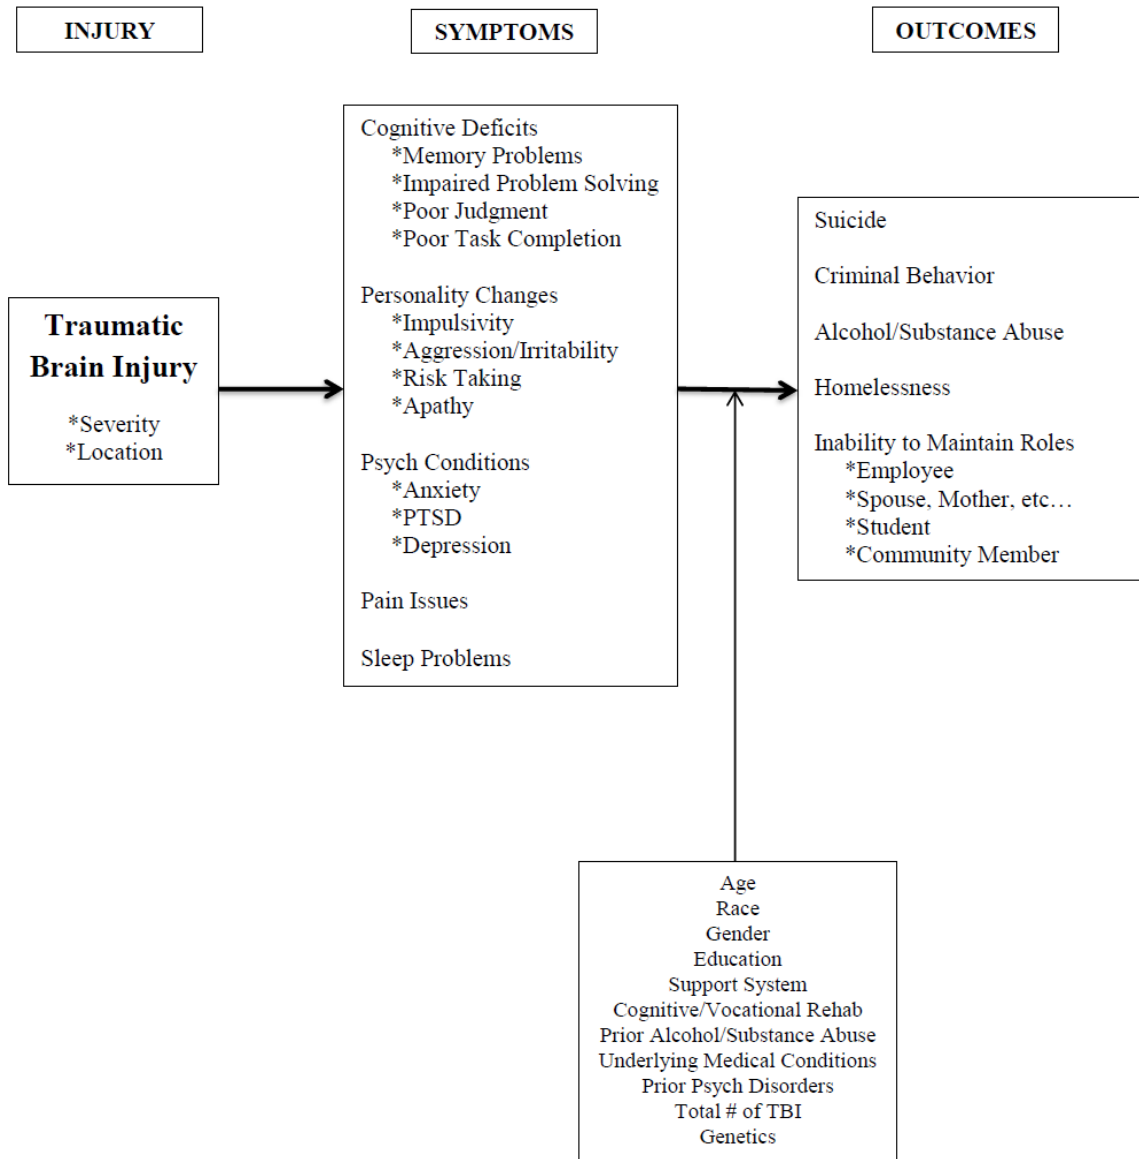 INJURY
SYMPTOMS
OUTCOMES
Traumatic
Brain Injury
*Severity
*Location
Cognitive Deficits
*Memory Problems
*Impaired Problem Solving
*Poor Judgment
*Poor Task Completion
Personality Changes
*Impulsivity
*Aggression/Irritability
*Risk Taking
*Apathy
Psych Conditions
*Anxiety
*PTSD
*Depression
Pain Issues
Sleep Problems
Suicide
Criminal Behavior
Alcohol/Substance Abuse
Homelessness
Inability to Maintain Roles
*Employee
*Spouse, Mother, etc…
*Student
*Community Member
Age
Race
Gender
Education
Support System
Cognitive/Vocational Rehab
Prior Alcohol/Substance Abuse
Underlying Medical Conditions
Prior Psych Disorders
Total # of TBI
Genetics